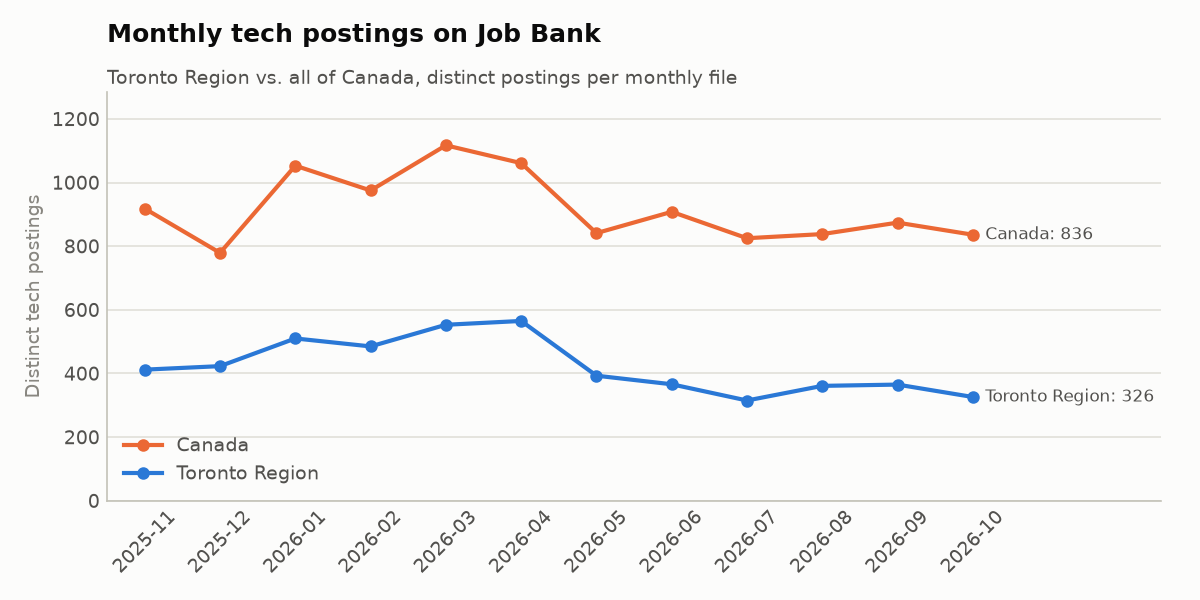 Monthly tech postings on Job Bank
Toronto Region vs. all of Canada, distinct postings per monthly file
Distinct tech postings
1200
1000
800
600
400
200
0
Canada: 836
Toronto Region: 326
Canada
Toronto Region
2025-11
2025-12
2026-01
2026-02
2026-03
2026-04
2026-05
2026-06
2026-07
2026-08
2026-09
2026-10